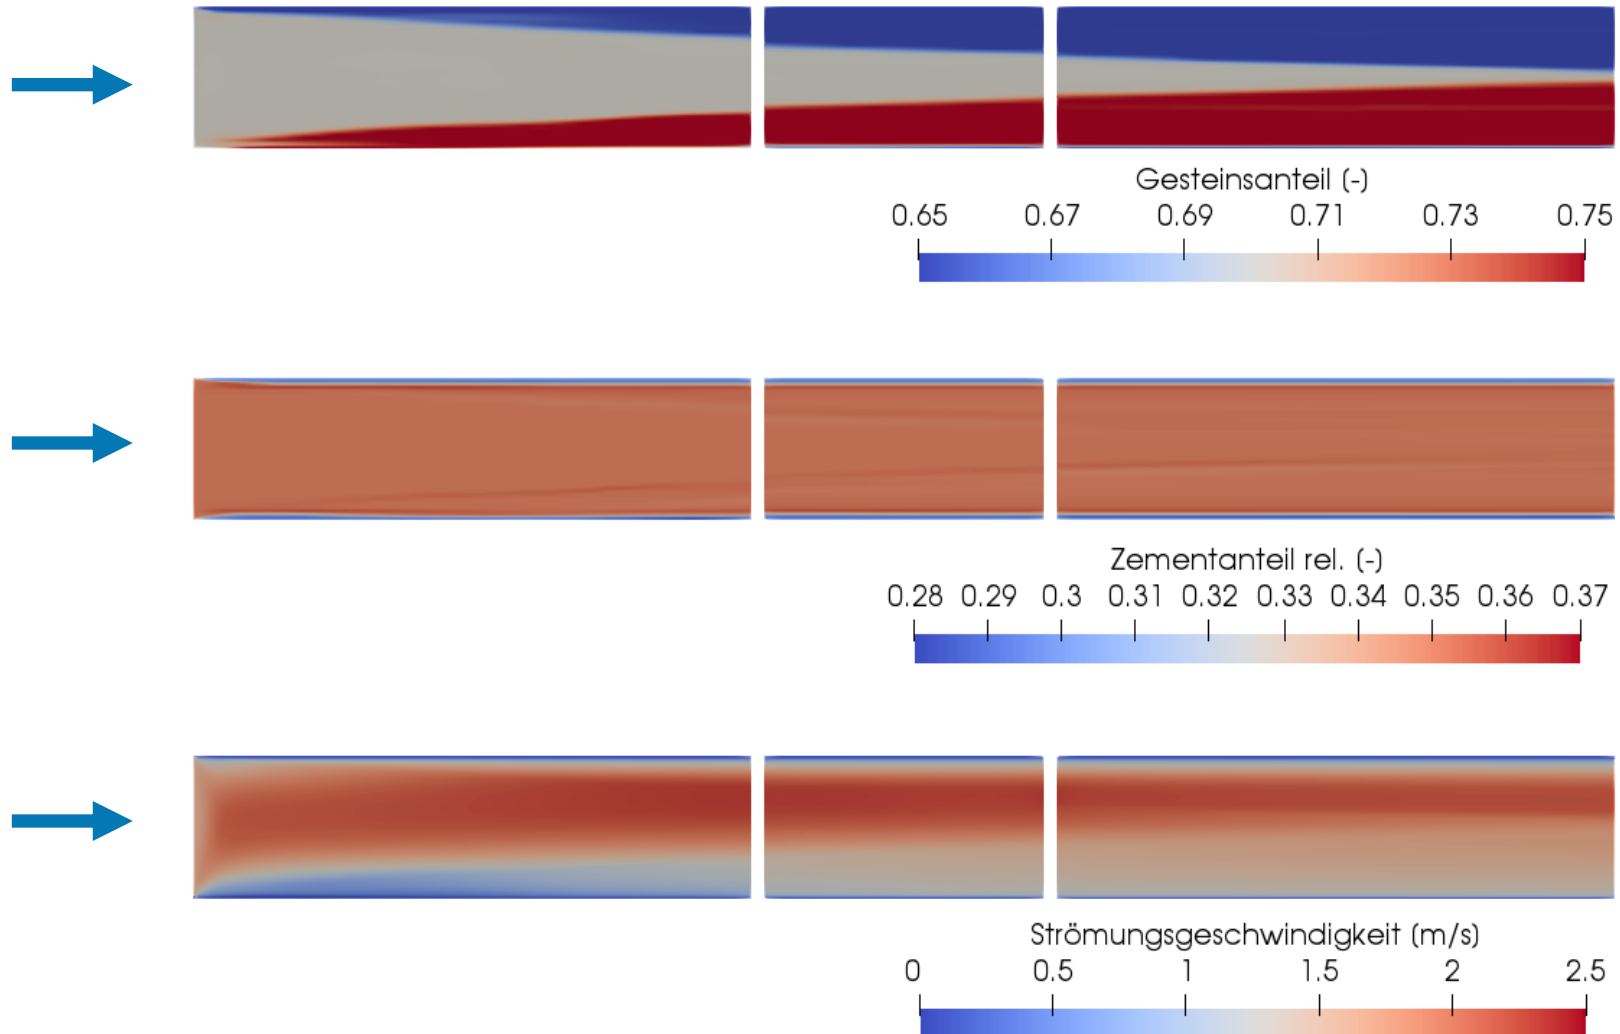 Gesteinsanteil (-)
0.65 0.67 0.69 0.71 0.73 0.75
Zementanteil rel. (-)
0.28 0.29 0.3 0.31 0.32 0.33 0.34 0.35 0.36 0.37
Strömungsgeschwindigkeit (m/s)
0 0.5 1 1.5 2 2.5